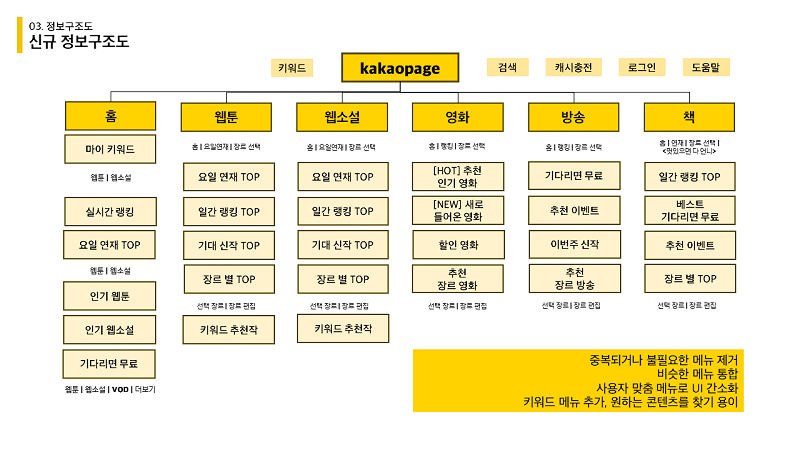 03. 정보구조도
신규 정보구조도
키워드
kakaopage
검색
캐시충전
로그인
도움말
홈
마이 키워드
웹툰 | 웹소설
실시간 랭킹
요일 연재 TOP
웹툰 | 웹소설
인기 웹툰
인기 웹소설
기다리면 무료
웹툰 | 웹소설 | VOD | 더보기
웹툰
홈 | 요일연재 | 장르 선택
요일 연재 TOP
일간 랭킹 TOP
기대 신작 TOP
장르 별 TOP
선택 장르 | 장르 편집
키워드 추천작
웹소설
홈 | 요일연재 | 장르 선택
요일 연재 TOP
일간 랭킹 TOP
기대 신작 TOP
장르 별 TOP
선택 장르 | 장르 편집
키워드 추천작
영화
홈 | 랭킹 | 장르 선택
[HOT] 추천
인기 영화
[NEW] 새로
들어온 영화
할인 영화
추천
장르 영화
선택 장르 | 장르 편집
방송
홈 | 랭킹 | 장르 선택
기다리면 무료
추천 이벤트
이번주 신작
추천
장르 방송
선택 장르 | 장르 편집
책
홈 | 연재 | 장르 선택 |
<멋있으면 다 언니>
일간 랭킹 TOP
베스트
기다리면 무료
추천 이벤트
장르 별 TOP
선택 장르 | 장르 편집
중복되거나 불필요한 메뉴 제거
비슷한 메뉴 통합
사용자 맞춤 메뉴로 UI 간소화
키워드 메뉴 추가, 원하는 콘텐츠를 찾기 용이